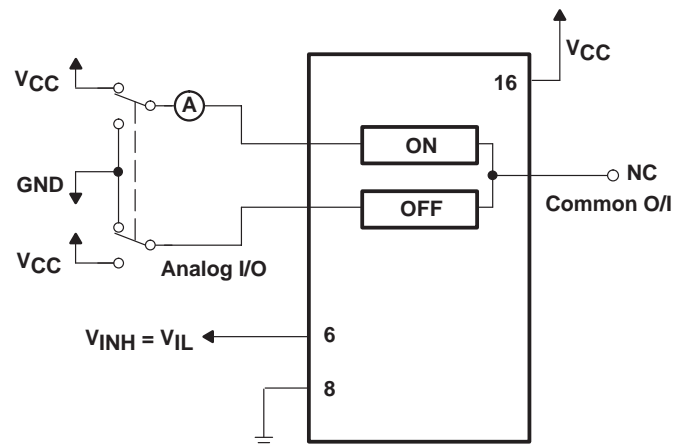 VCC
VCC
16
A
ON
GND
NC
OFF
Common O/I
VCC
Analog I/O
VINH = VIL
6
8